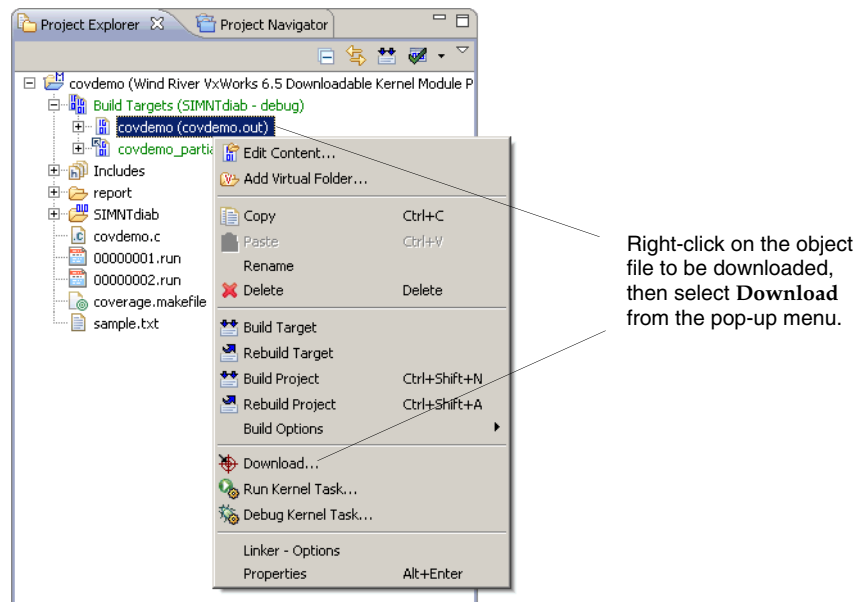 Project Explorer
Project Navigator
covdemo (Wind River VxWorks 6.5 Downloadable Kernel Module P
Build Targets (SIMNTdiab - debug)
covdemo (covdemo.out)
covdemo_partia
Includes
report
SIMNTdiab
covdemo.c
00000001.run
00000002.run
coverage.makefile
sample.txt
Edit Content...
Add Virtual Folder...
Copy Ctrl+C
Paste Ctrl+V
Rename
Delete Delete
Build Target
Rebuild Target
Build Project Ctrl+Shift+N
Rebuild Project Ctrl+Shift+A
Build Options
Download...
Run Kernel Task...
Debug Kernel Task...
Linker - Options
Properties Alt+Enter
Right-click on the object
file to be downloaded,
then select Download
from the pop-up menu.